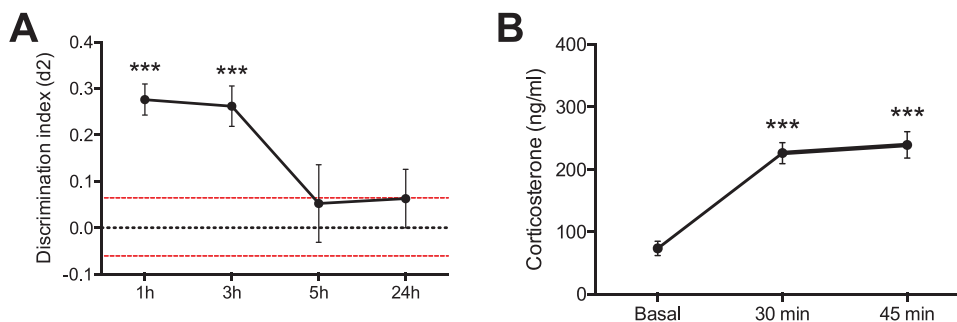 A
Discrimination index (d2)
0.4
0.3
0.2
0.1
0.0
-0.1
*** ***
1h 3h 5h 24h
B
Corticosterone (ng/ml)
400
300
200
100
0
*** ***
Basal 30 min 45 min